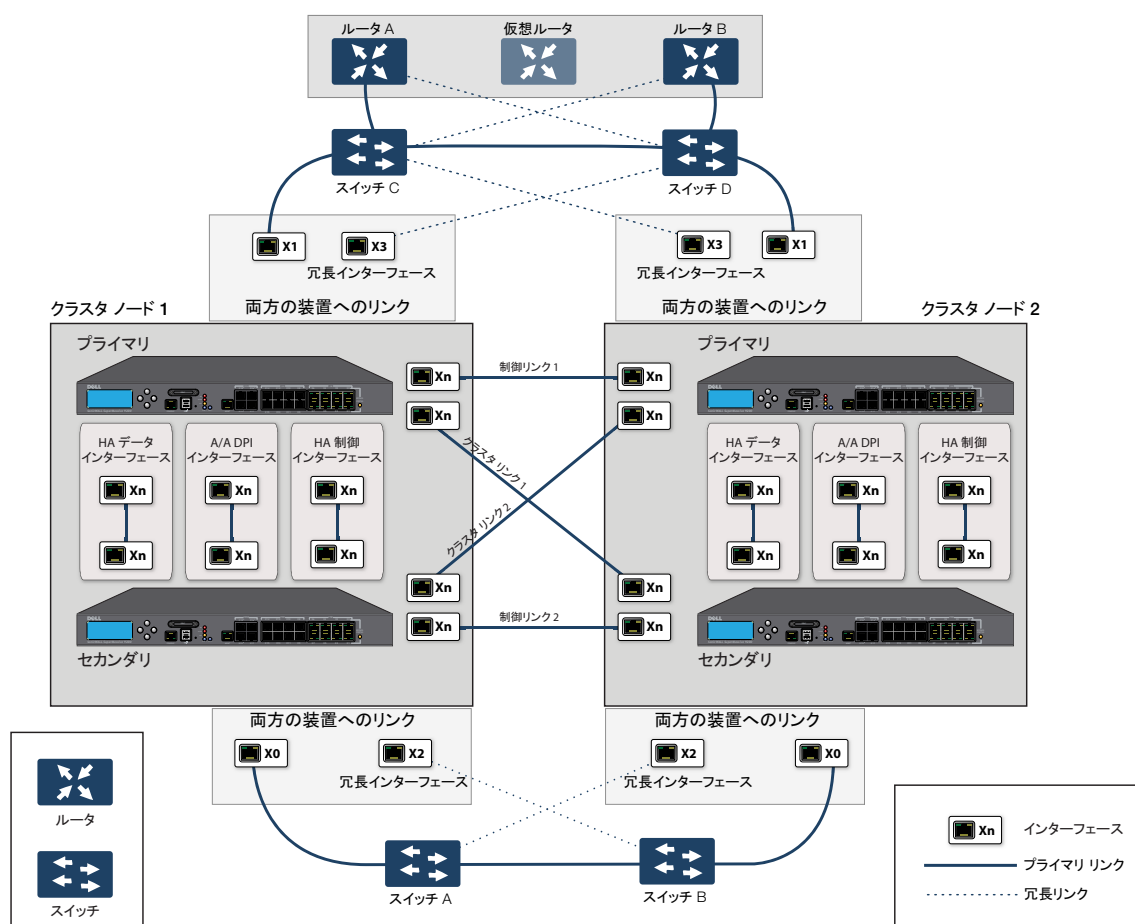 ルータ A
仮想ルータ
ルータ B
スイッチ C
スイッチ D
X1
X3
冗長インターフェース
両方の装置へのリンク
X3
X1
冗長インターフェース
両方の装置へのリンク
クラスタ ノード 1
クラスタ ノード 2
プライマリ
DELL
HA データ
インターフェース
Xn
Xn
A/A DPI
インターフェース
Xn
Xn
HA 制御
インターフェース
Xn
Xn
DELL
セカンダリ
Xn
制御リンク 1
Xn
Xn
Xn
クラスタ リンク 1
クラスタ リンク 2
Xn
Xn
Xn
制御リンク 2
Xn
プライマリ
DELL
HA データ
インターフェース
Xn
Xn
A/A DPI
インターフェース
Xn
Xn
HA 制御
インターフェース
Xn
Xn
DELL
セカンダリ
両方の装置へのリンク
X0
X2
冗長インターフェース
両方の装置へのリンク
X2
X0
冗長インターフェース
スイッチ A
スイッチ B
ルータ
スイッチ
Xn
インターフェース
プライマリ リンク
冗長リンク